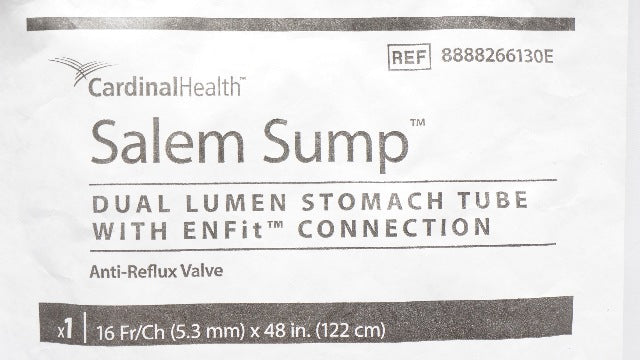 REF 8888266130E
CardinalHealth™
Salem Sump™
DUAL LUMEN STOMACH TUBE
WITH ENFit™ CONNECTION
Anti-Reflux Valve
x1 | 16 Fr/Ch (5.3 mm) x 48 in. (122 cm)